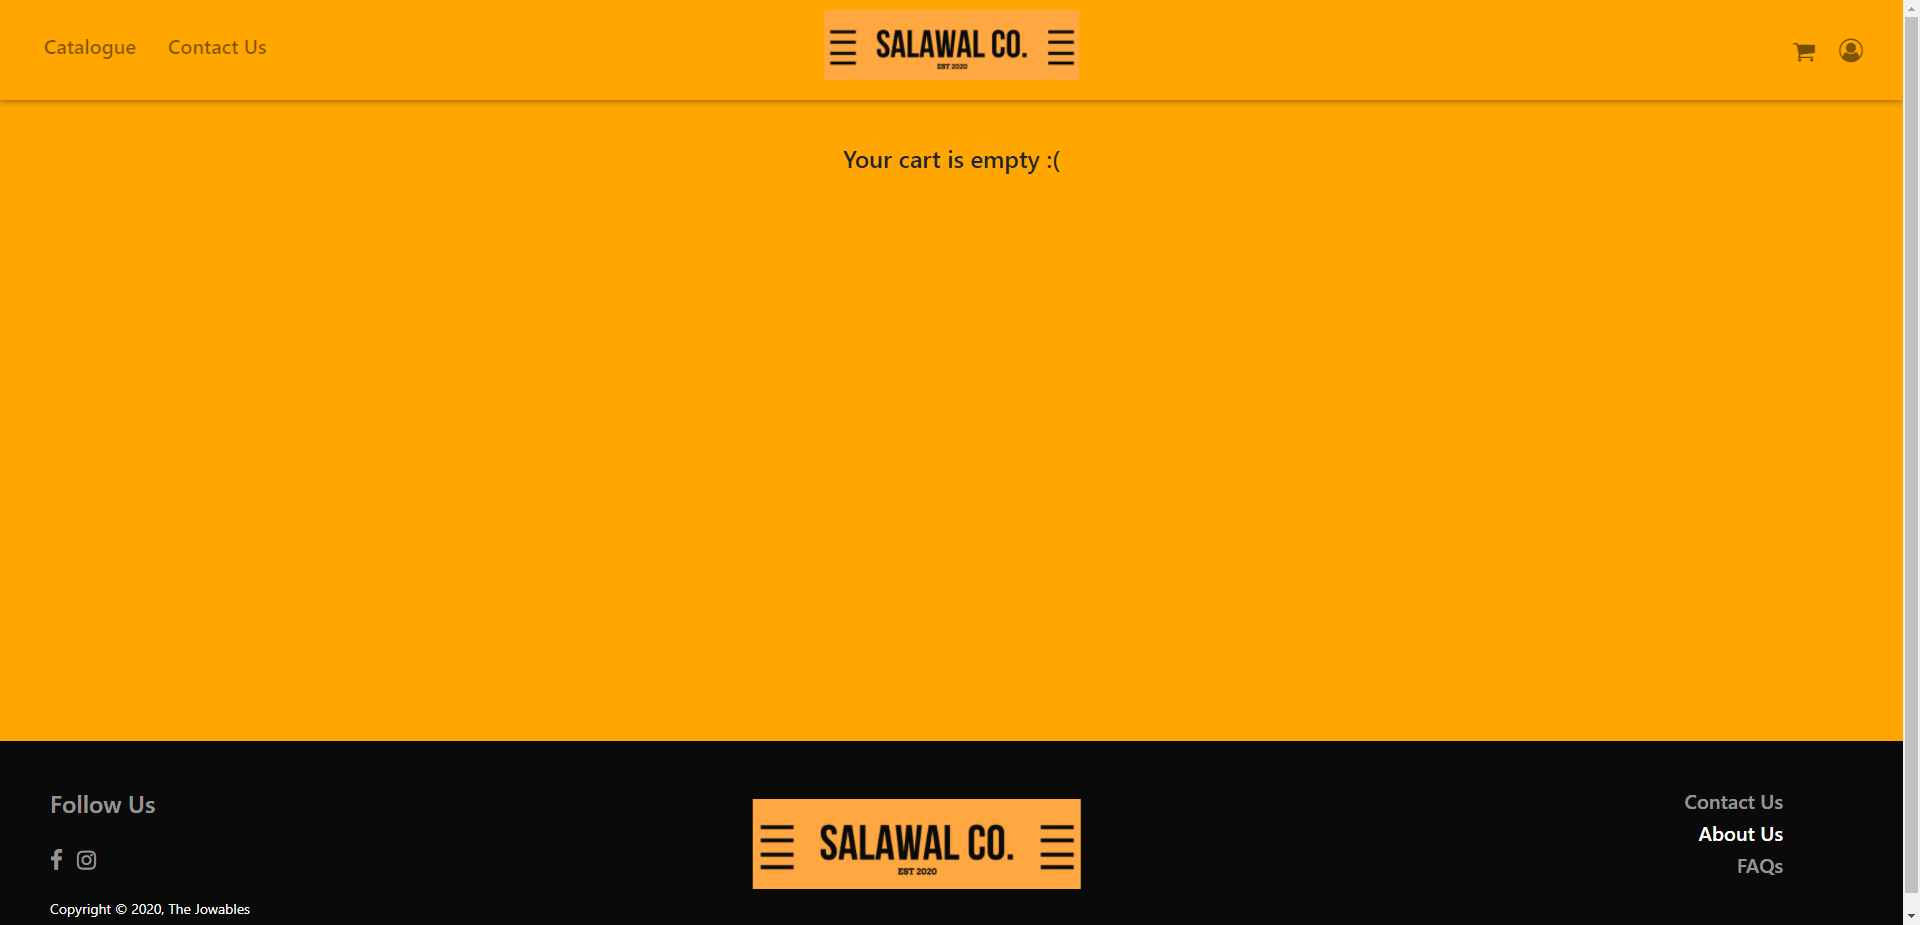 Catalogue
Contact Us
SALAWAL CO.
EST 2020
Your cart is empty :(
Follow Us
Copyright © 2020, The Jowables
SALAWAL CO.
EST 2020
Contact Us
About Us
FAQs